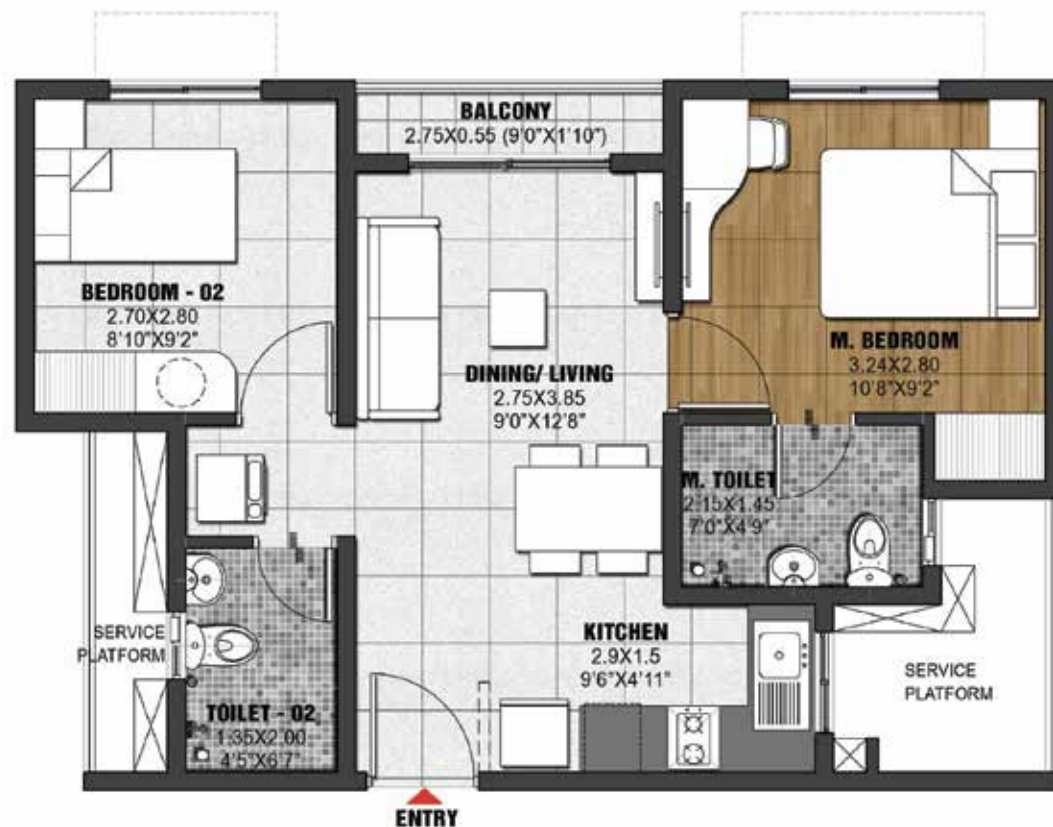 BALCONY
2.75X0.55 (9'0"X1'10")
BEDROOM - 02
2.70X2.80
8'10"X9'2"
M. BEDROOM
3.24X2.80
10'8"X9'2"
DINING/ LIVING
2.75X3.85
9'0"X12'8"
M. TOILET
2.15X1.45
7'0"X4'9"
SERVICE
PLATFORM
KITCHEN
2.9X1.5
9'6"X4'11"
SERVICE
PLATFORM
TOILET - 02
1.35X2.00
4'5"X6'7"
ENTRY